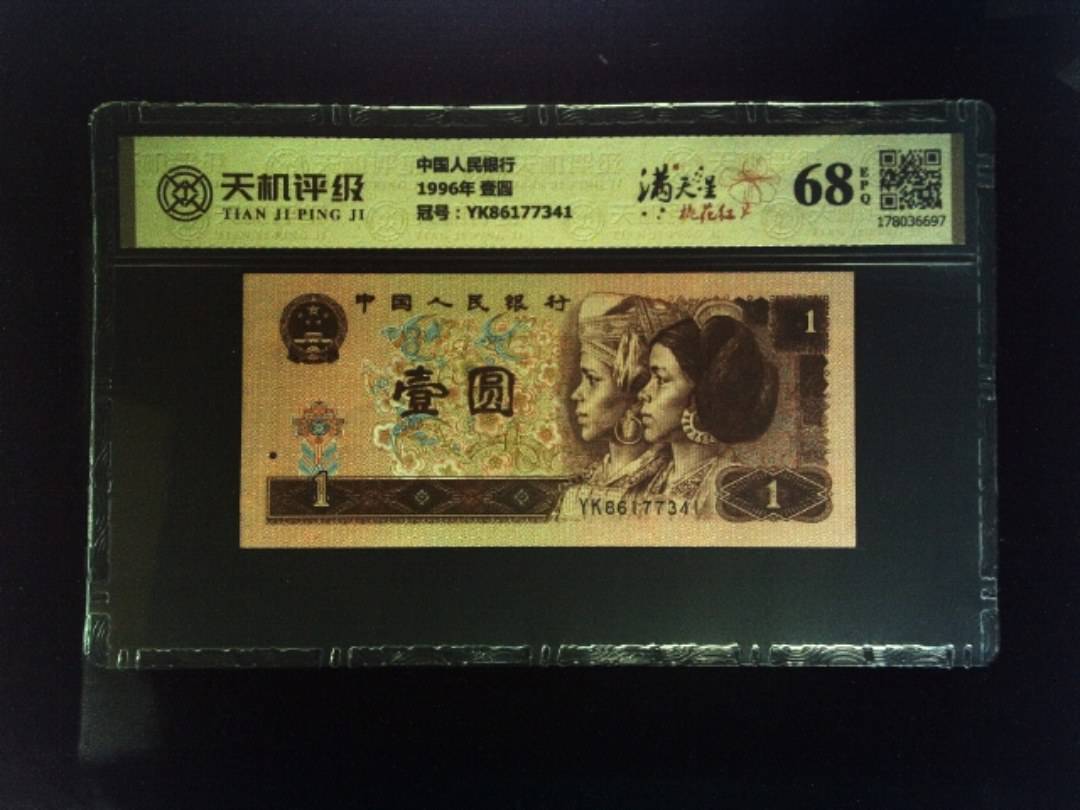 天机评级
TIAN JI PING JI
中国人民银行
1996年 壹圆
冠号：YK86177341
满天星
桃花红
68
EPQ
178036697
中国人民银行
1
壹圆
1
YK86177341
1